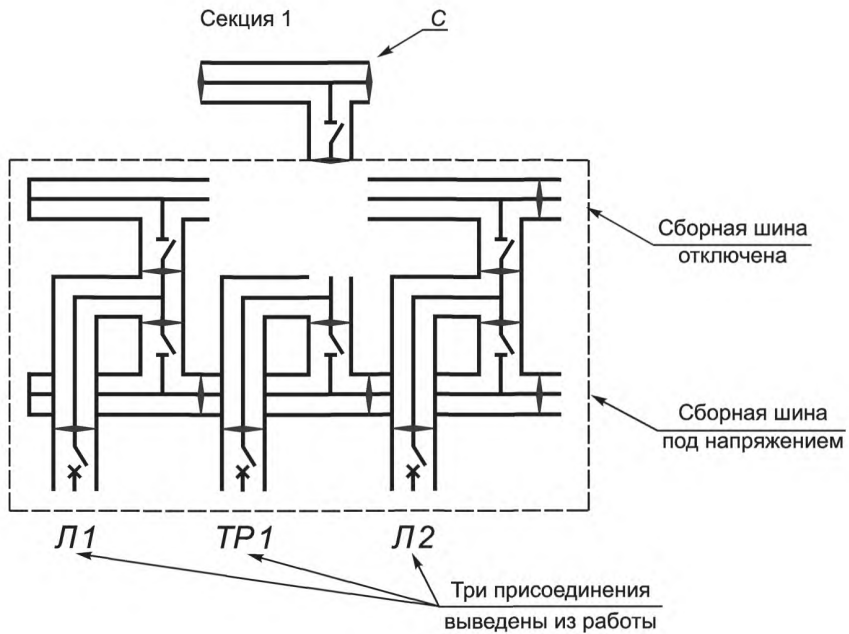 Секция 1
С
Сборная шина
отключена
Сборная шина
под напряжением
Л1
ТР1
Л2
Три присоединения
выведены из работы